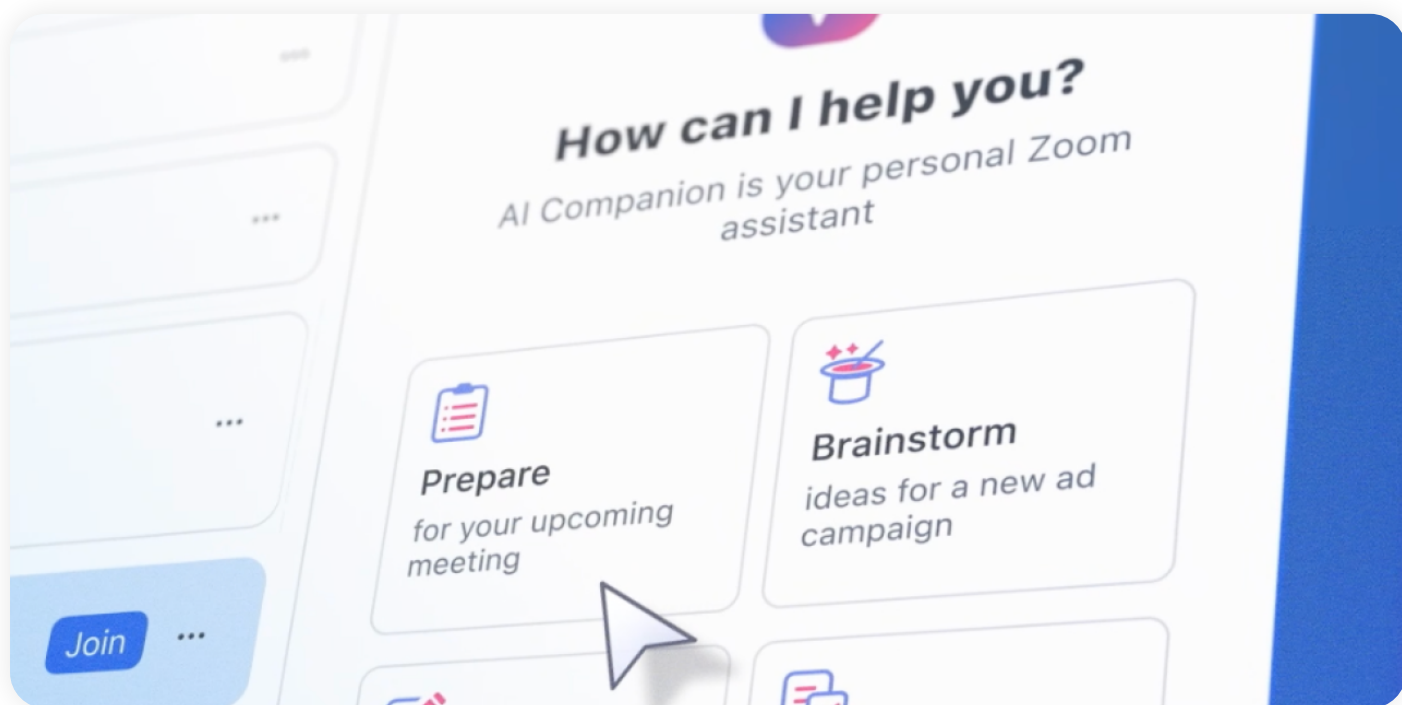 How can I help you?
AI Companion is your personal Zoom
assistant
Prepare
for your upcoming
meeting
Brainstorm
ideas for a new ad
campaign
Join